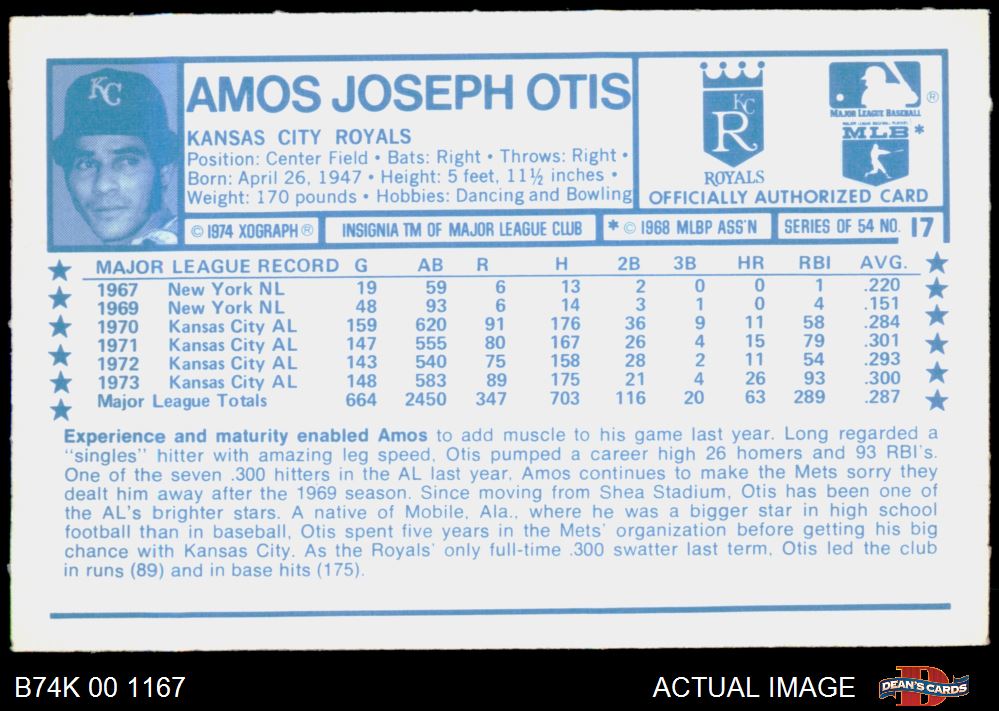 KC
AMOS JOSEPH OTIS
KANSAS CITY ROYALS
Position: Center Field • Bats: Right • Throws: Right •
Born: April 26, 1947 • Height: 5 feet, 11½ inches •
Weight: 170 pounds • Hobbies: Dancing and Bowling
KC
R
ROYALS
MAJOR LEAGUE BASEBALL ®
MAJOR LEAGUE BASEBALL PLAYERS
MLB *
OFFICIALLY AUTHORIZED CARD
© 1974 XOGRAPH ® INSIGNIA TM OF MAJOR LEAGUE CLUB * © 1968 MLBP ASS'N SERIES OF 54 NO. 17
MAJOR LEAGUE RECORD G AB R H 2B 3B HR RBI AVG.
1967 New York NL 19 59 6 13 2 0 0 1 .220
1969 New York NL 48 93 6 14 3 1 0 4 .151
1970 Kansas City AL 159 620 91 176 36 9 11 58 .284
1971 Kansas City AL 147 555 80 167 26 4 15 79 .301
1972 Kansas City AL 143 540 75 158 28 2 11 54 .293
1973 Kansas City AL 148 583 89 175 21 4 26 93 .300
Major League Totals 664 2450 347 703 116 20 63 289 .287
Experience and maturity enabled Amos to add muscle to his game last year. Long regarded a
"singles" hitter with amazing leg speed, Otis pumped a career high 26 homers and 93 RBI's.
One of the seven .300 hitters in the AL last year, Amos continues to make the Mets sorry they
dealt him away after the 1969 season. Since moving from Shea Stadium, Otis has been one of
the AL's brighter stars. A native of Mobile, Ala., where he was a bigger star in high school
football than in baseball, Otis spent five years in the Mets' organization before getting his big
chance with Kansas City. As the Royals' only full-time .300 swatter last term, Otis led the club
in runs (89) and in base hits (175).
B74K 00 1167
ACTUAL IMAGE
D
DEAN'S CARDS